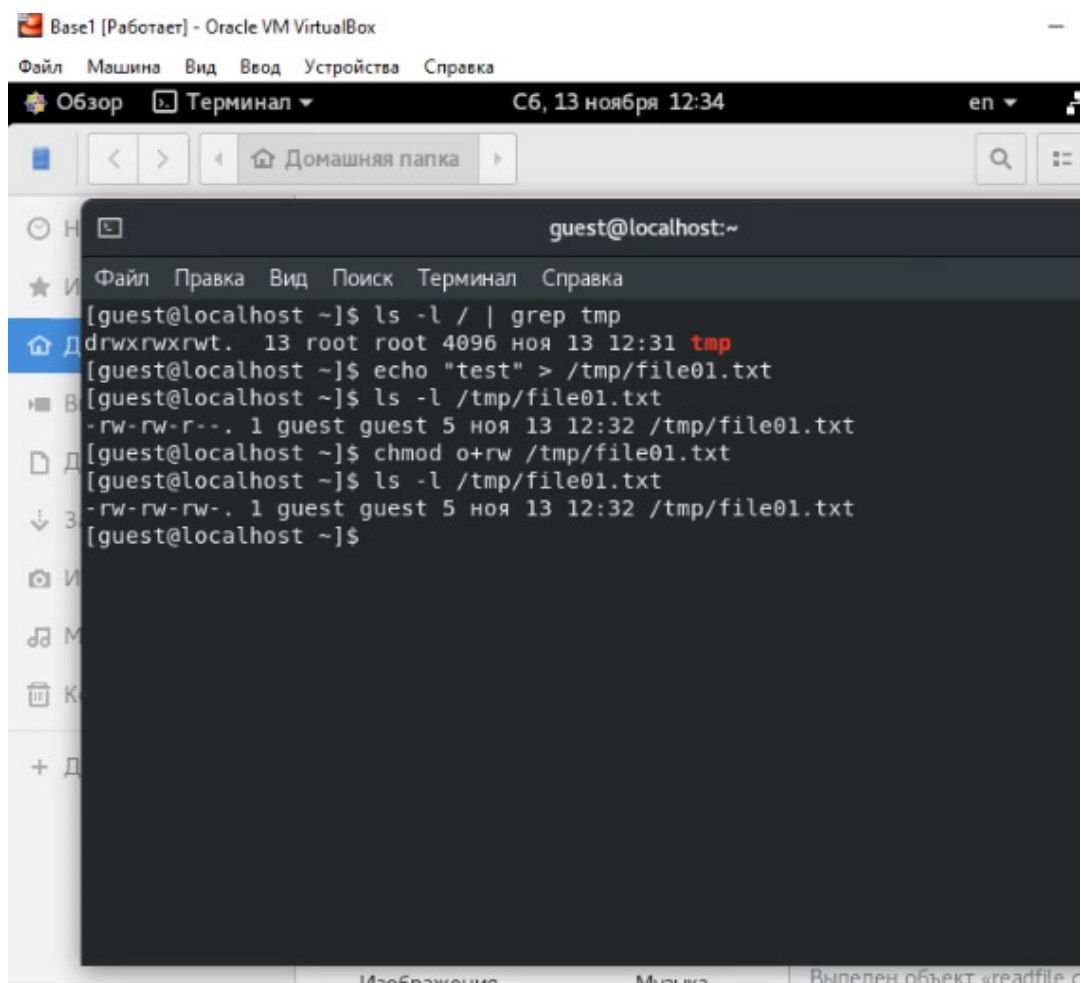 Base1 [Работает] - Oracle VM VirtualBox
Файл Машина Вид Ввод Устройства Справка
Обзор Терминал Сб, 13 ноября 12:34 en
Домашняя папка
guest@localhost:~
Файл Правка Вид Поиск Терминал Справка
[guest@localhost ~]$ ls -l / | grep tmp
drwxrwxrwt. 13 root root 4096 ноя 13 12:31 tmp
[guest@localhost ~]$ echo "test" > /tmp/file01.txt
[guest@localhost ~]$ ls -l /tmp/file01.txt
-rw-rw-r--. 1 guest guest 5 ноя 13 12:32 /tmp/file01.txt
[guest@localhost ~]$ chmod o+rw /tmp/file01.txt
[guest@localhost ~]$ ls -l /tmp/file01.txt
-rw-rw-rw-. 1 guest guest 5 ноя 13 12:32 /tmp/file01.txt
[guest@localhost ~]$
Изображения Музыка Выделен объект «readfile.c